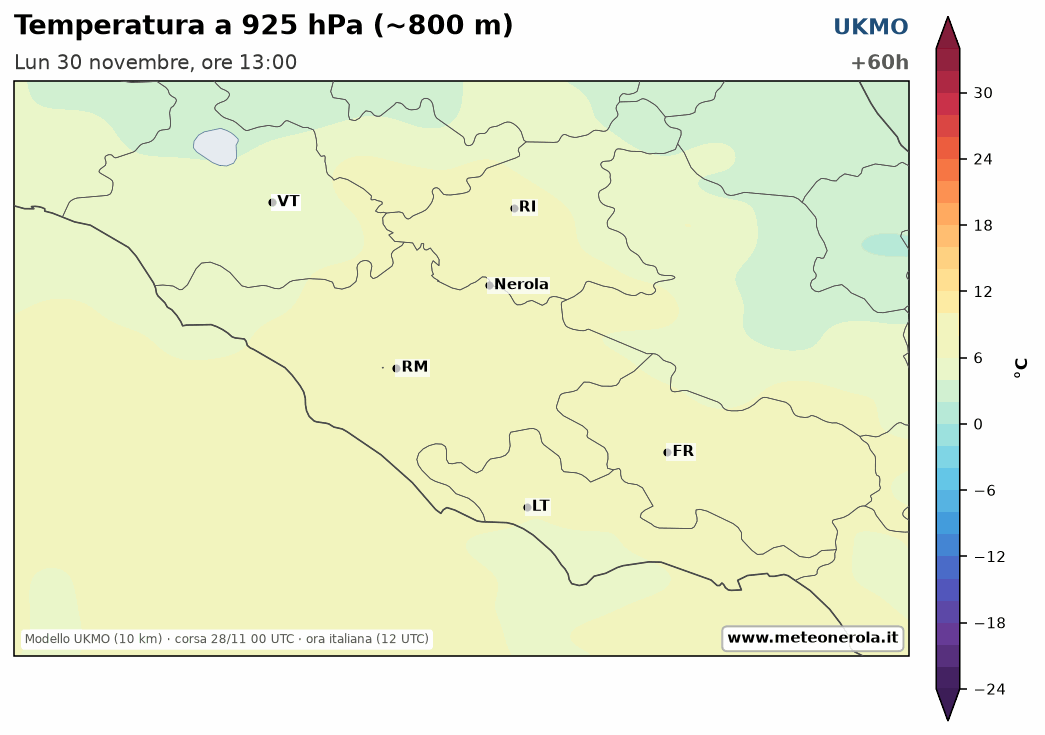 Temperatura a 925 hPa (~800 m)
UKMO
Lun 30 novembre, ore 13:00
+60h
VT
RI
Nerola
RM
FR
LT
Modello UKMO (10 km) · corsa 28/11 00 UTC · ora italiana (12 UTC)
www.meteonerola.it
30
24
18
12
6
0
−6
−12
−18
−24
°C